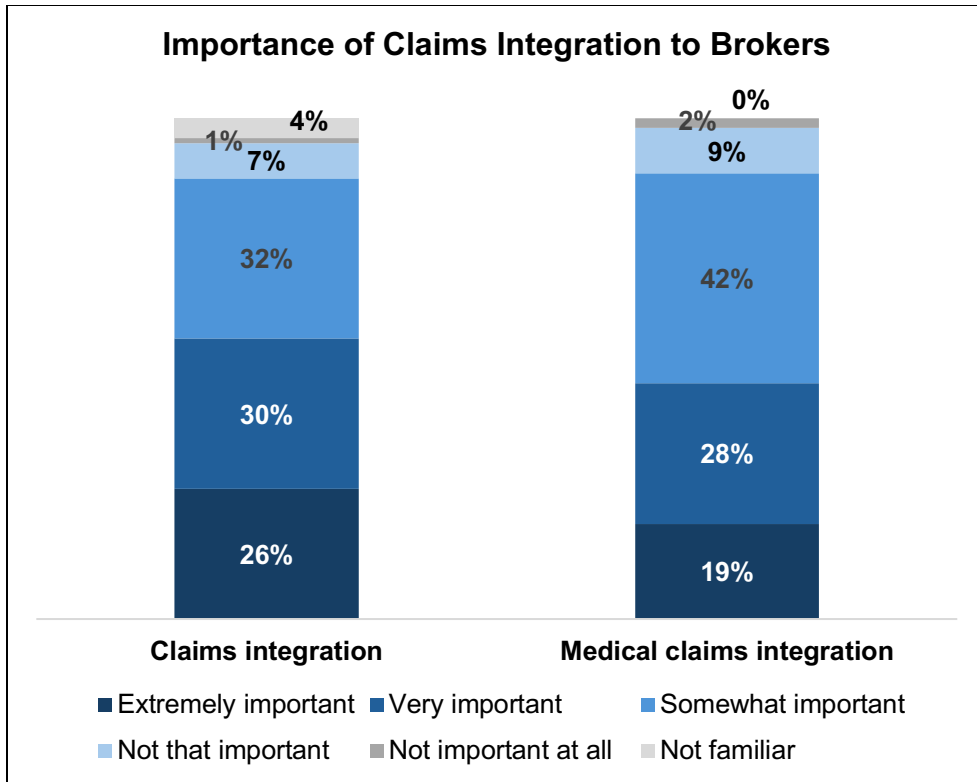 Importance of Claims Integration to Brokers
4%
1%
7%
32%
30%
26%
0%
2%
9%
42%
28%
19%
Claims integration
Medical claims integration
Extremely important
Very important
Somewhat important
Not that important
Not important at all
Not familiar